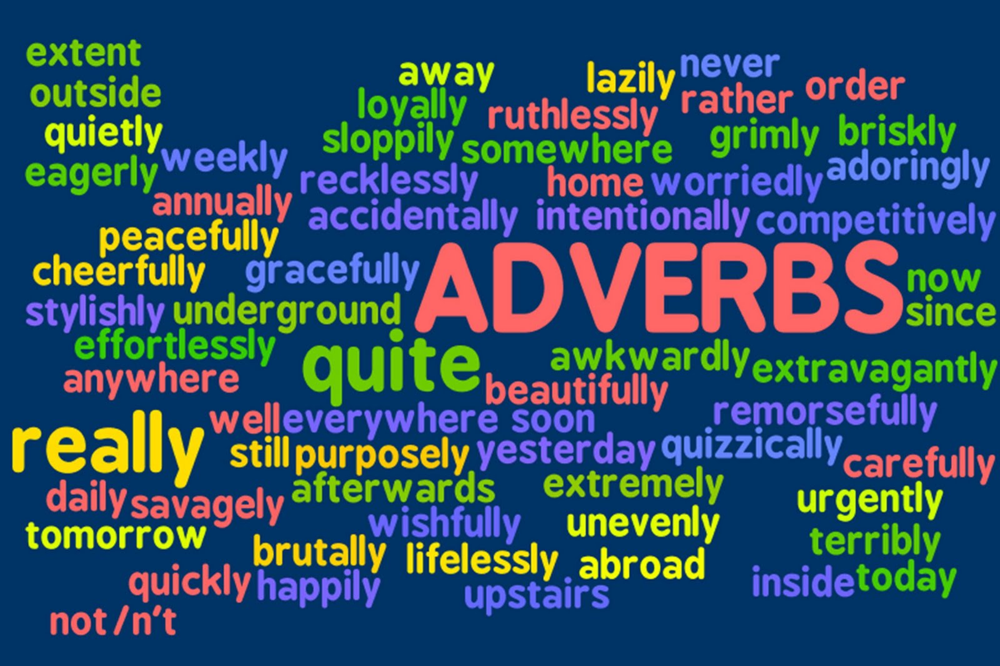 extent
outside
quietly
eagerly
weekly
annually
peacefully
cheerfully
gracefully
stylishly
underground
effortlessly
anywhere
away
loyally
sloppily
ruthlessly
somewhere
recklessly
accidentally
lazily
never
rather
order
grimly
briskly
home
worriedly
adoringly
intentionally
competitively
ADVERBS
now
since
quite
awkwardly
extravagantly
beautifully
really
well
everywhere
soon
remorsefully
still
purposely
yesterday
quizzically
carefully
daily
savagely
afterwards
extremely
urgently
tomorrow
wishfully
unevenly
terribly
brutally
lifelessly
abroad
quickly
happily
upstairs
inside
today
not/n't